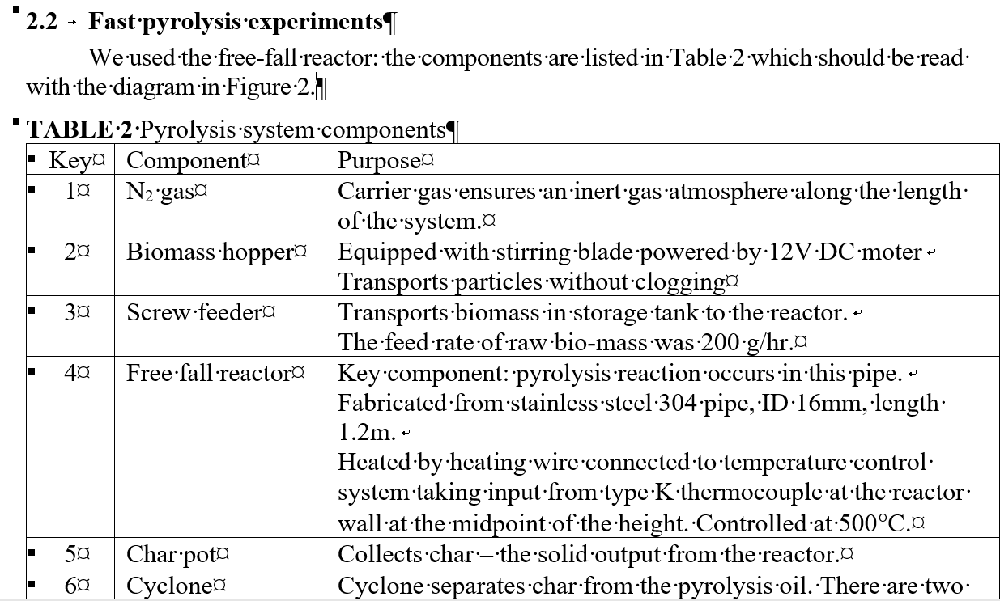 2.2 Fast pyrolysis experiments
We used the free-fall reactor: the components are listed in Table 2 which should be read
with the diagram in Figure 2.
TABLE 2 Pyrolysis system components
Key Component Purpose
1 N₂ gas Carrier gas ensures an inert gas atmosphere along the length
of the system.
2 Biomass hopper Equipped with stirring blade powered by 12V DC moter
Transports particles without clogging
3 Screw feeder Transports biomass in storage tank to the reactor.
The feed rate of raw bio-mass was 200 g/hr.
4 Free fall reactor Key component: pyrolysis reaction occurs in this pipe.
Fabricated from stainless steel 304 pipe, ID 16mm, length
1.2m.
Heated by heating wire connected to temperature control
system taking input from type K thermocouple at the reactor
wall at the midpoint of the height. Controlled at 500°C.
5 Char pot Collects char – the solid output from the reactor.
6 Cyclone Cyclone separates char from the pyrolysis oil. There are two